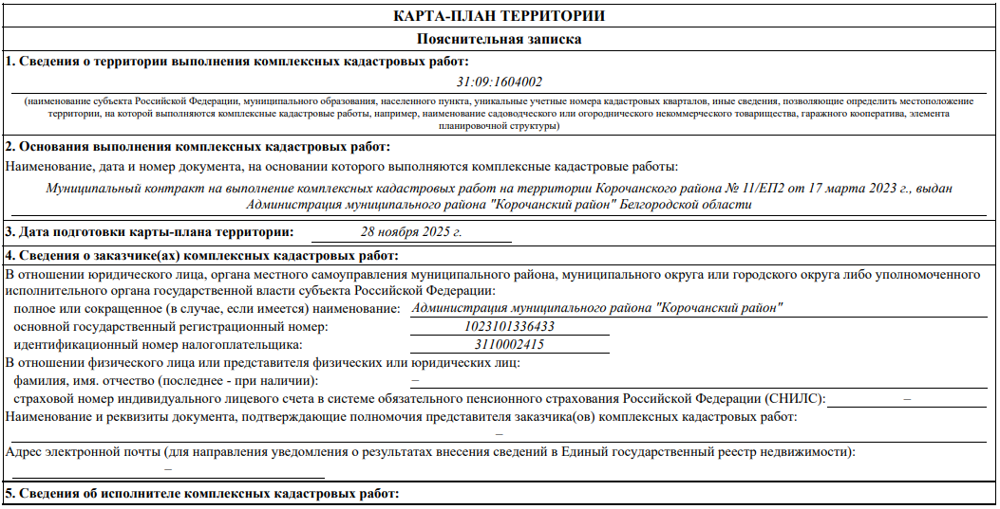 КАРТА-ПЛАН ТЕРРИТОРИИ
Пояснительная записка
1. Сведения о территории выполнения комплексных кадастровых работ:
31:09:1604002
(наименование субъекта Российской Федерации, муниципального образования, населенного пункта, уникальные учетные номера кадастровых кварталов, иные сведения, позволяющие определить местоположение
территории, на которой выполняются комплексные кадастровые работы, например, наименование садоводческого или огороднического некоммерческого товарищества, гаражного кооператива, элемента
планировочной структуры)
2. Основания выполнения комплексных кадастровых работ:
Наименование, дата и номер документа, на основании которого выполняются комплексные кадастровые работы:
Муниципальный контракт на выполнение комплексных кадастровых работ на территории Корочанского района № 11/ЕП2 от 17 марта 2023 г., выдан
Администрация муниципального района "Корочанский район" Белгородской области
3. Дата подготовки карты-плана территории: 28 ноября 2025 г.
4. Сведения о заказчике(ах) комплексных кадастровых работ:
В отношении юридического лица, органа местного самоуправления муниципального района, муниципального округа или городского округа либо уполномоченного
исполнительного органа государственной власти субъекта Российской Федерации:
полное или сокращенное (в случае, если имеется) наименование: Администрация муниципального района "Корочанский район"
основной государственный регистрационный номер: 1023101336433
идентификационный номер налогоплательщика: 3110002415
В отношении физического лица или представителя физических или юридических лиц:
фамилия, имя. отчество (последнее - при наличии): –
страховой номер индивидуального лицевого счета в системе обязательного пенсионного страхования Российской Федерации (СНИЛС): –
Наименование и реквизиты документа, подтверждающие полномочия представителя заказчика(ов) комплексных кадастровых работ:
–
Адрес электронной почты (для направления уведомления о результатах внесения сведений в Единый государственный реестр недвижимости):
–
5. Сведения об исполнителе комплексных кадастровых работ: